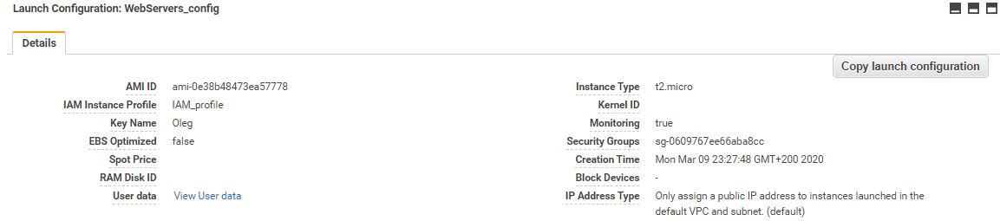 Launch Configuration: WebServers_config
Details
Copy launch configuration
AMI ID ami-0e38b48473ea57778
IAM Instance Profile IAM_profile
Key Name Oleg
EBS Optimized false
Spot Price
RAM Disk ID
User data View User data
Instance Type t2.micro
Kernel ID
Monitoring true
Security Groups sg-0609767ee66aba8cc
Creation Time Mon Mar 09 23:27:48 GMT+200 2020
Block Devices -
IP Address Type Only assign a public IP address to instances launched in the
default VPC and subnet. (default)